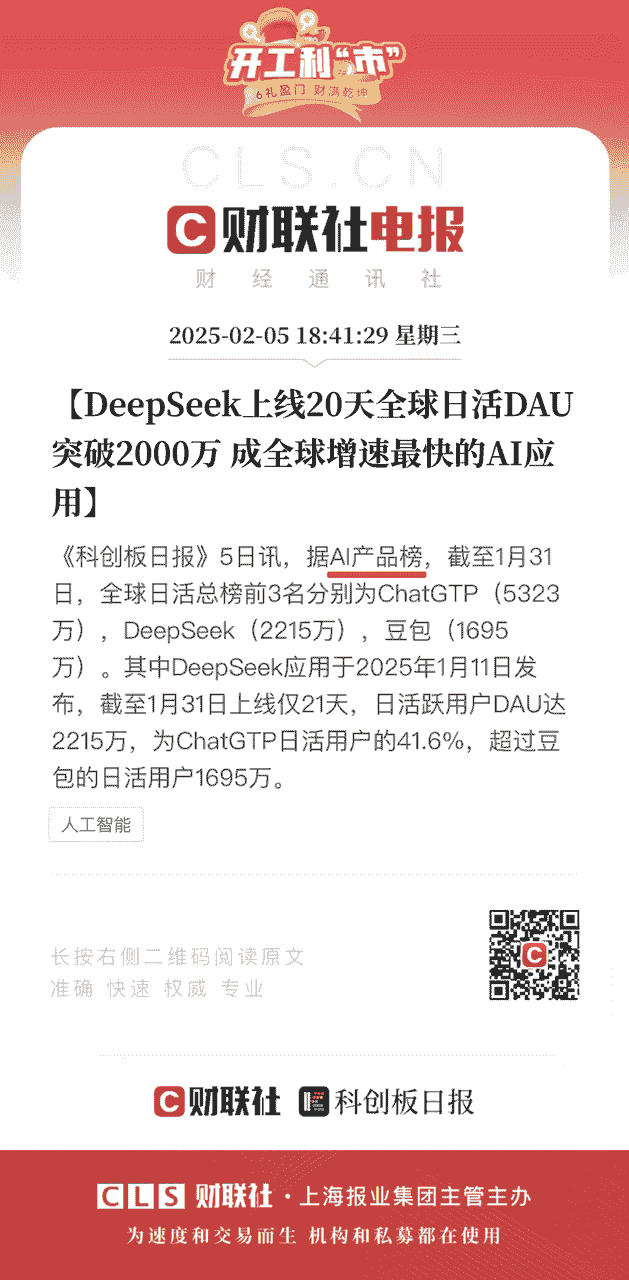 开工利“市”
6礼盈门 财满乾坤
CLS.CN
C 财联社电报
财经通讯社
2025-02-05 18:41:29 星期三
【DeepSeek上线20天全球日活DAU
突破2000万 成全球增速最快的AI应
用】
《科创板日报》5日讯，据AI产品榜，截至1月31
日，全球日活总榜前3名分别为ChatGTP（5323
万），DeepSeek（2215万），豆包（1695
万）。其中DeepSeek应用于2025年1月11日发
布，截至1月31日上线仅21天，日活跃用户DAU达
2215万，为ChatGTP日活用户的41.6%，超过豆
包的日活用户1695万。
人工智能
长按右侧二维码阅读原文
准确 快速 权威 专业
C
C 财联社 科创板日报
CLS 财联社·上海报业集团主管主办
为速度和交易而生 机构和私募都在使用